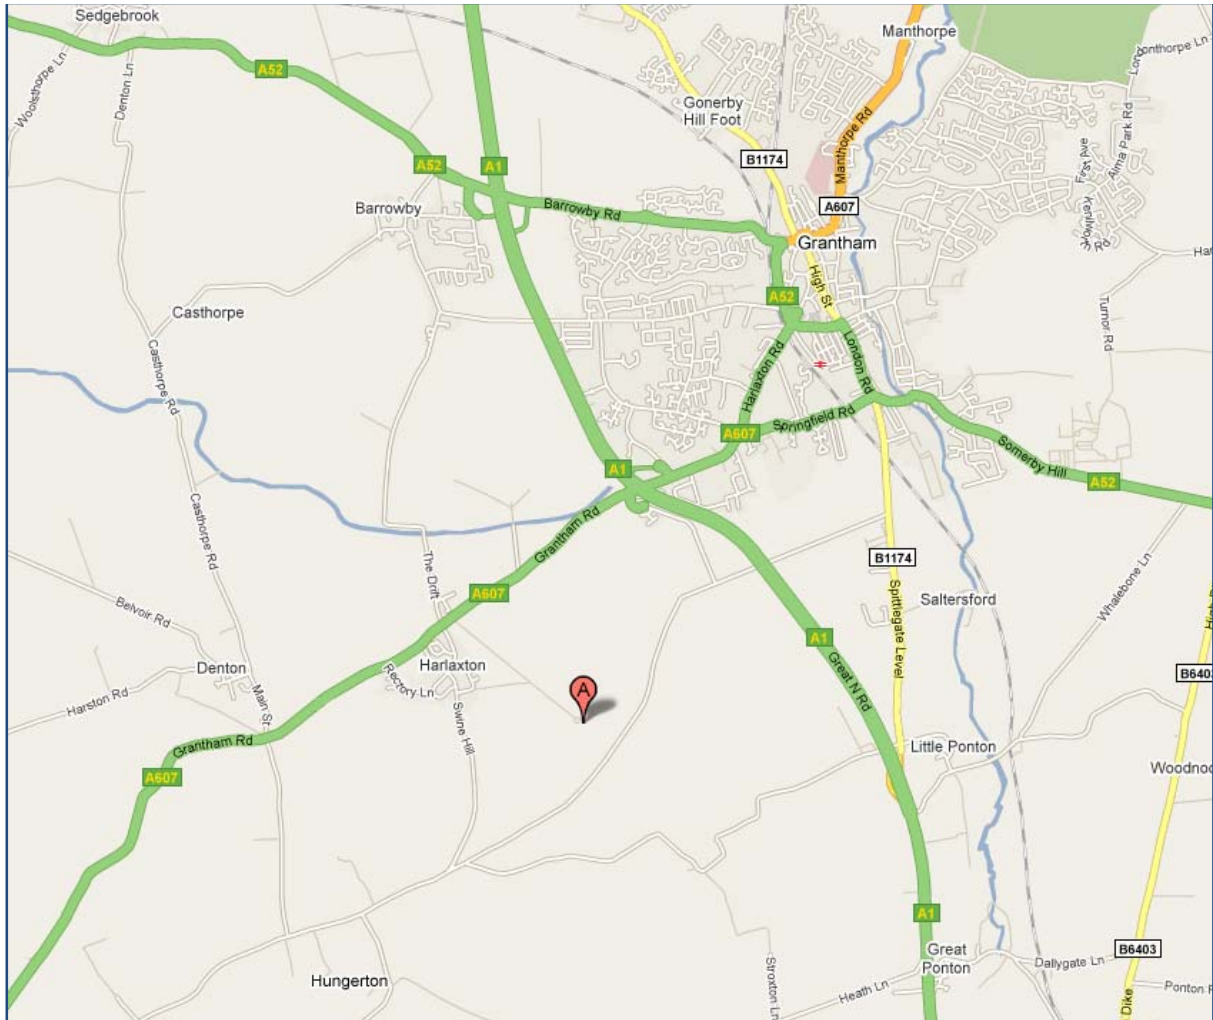 Sedgebrook
Manthorpe
Woolsthorpe Ln
Denton Ln
A52
Gonerby
Hill Foot
Manthorpe Rd
Alma Park Rd
First Ave
B1174
A1
A52
Barrowby
Barrowby Rd
A607
Grantham
High St
A52
Turnor Rd
Casthorpe
Casthorpe Rd
Harlaxton Rd
London Rd
A607
Springfield Rd
A1
Somerby Hill
A52
Casthorpe Rd
Grantham Rd
The Drift
B1174
Whalebone Ln
A607
Spittlegate Level
Saltersford
Belvoir Rd
A1
Great N Rd
Denton
Harlaxton
Rectory Ln
B6403
Harston Rd
Main St
A
Swine Hill
Grantham Rd
Little Ponton
A607
A1
B6403
Great
Ponton
Dallygate Ln
Hungerton
Stroxton Ln
Heath Ln
Dike